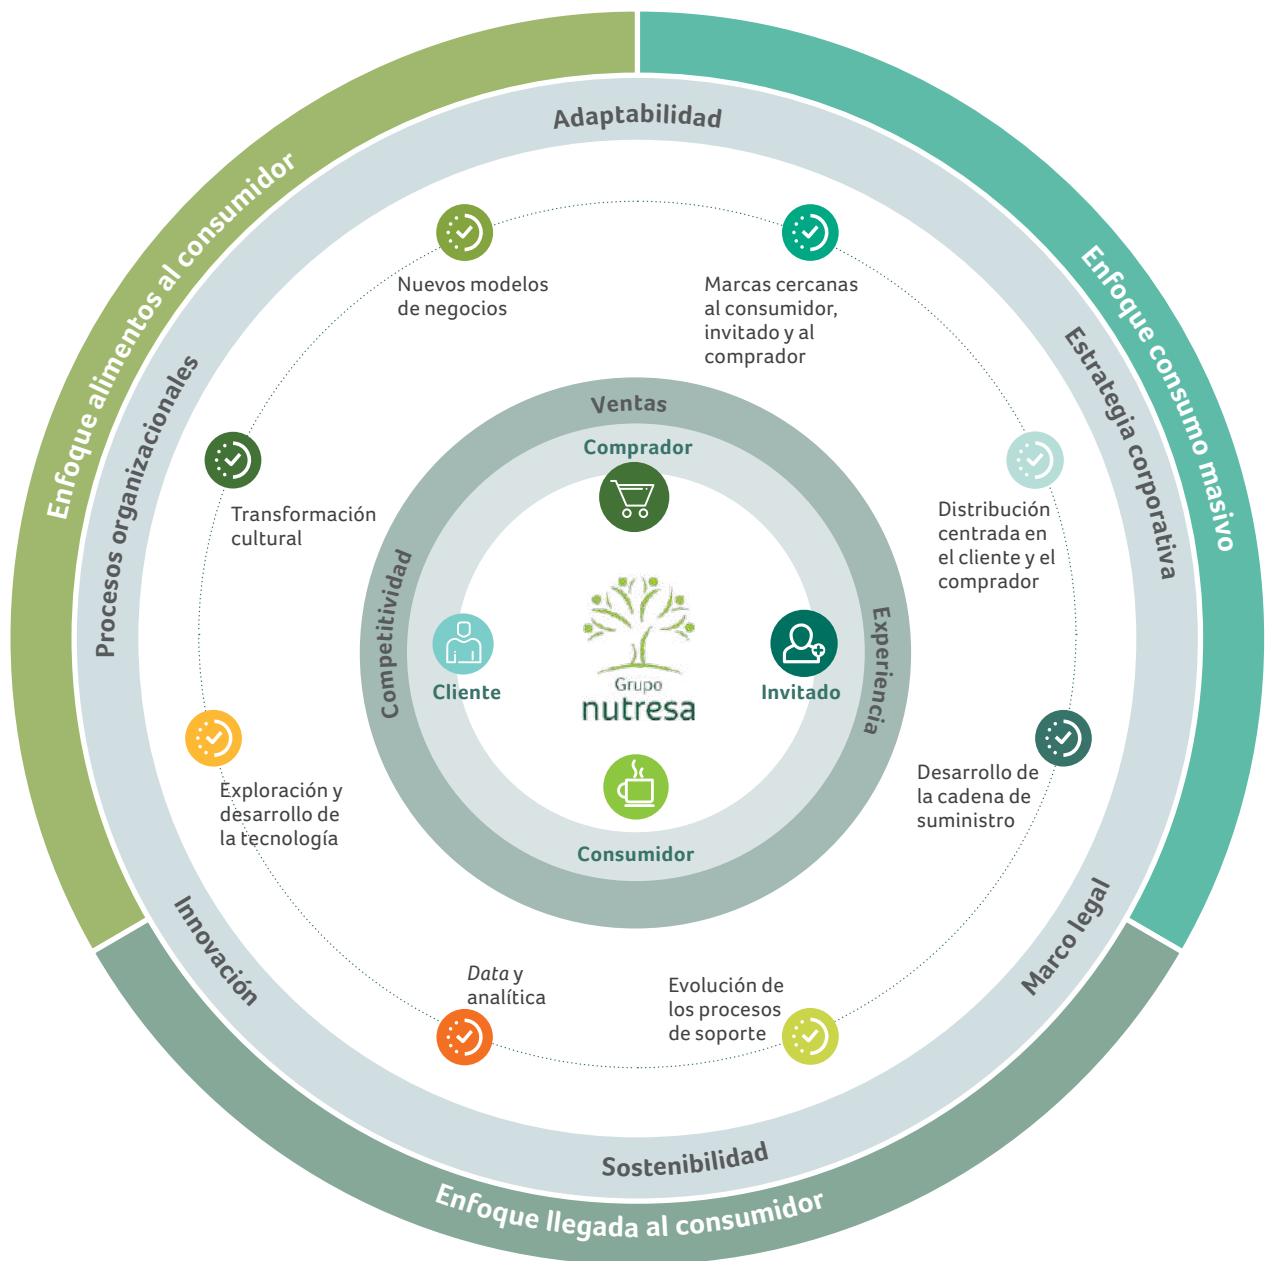 Enfoque alimentos al consumidor
Enfoque consumo masivo
Enfoque llegada al consumidor
Adaptabilidad
Estrategia corporativa
Marco legal
Sostenibilidad
Innovación
Procesos organizacionales
Nuevos modelos
de negocios
Marcas cercanas
al consumidor,
invitado y al
comprador
Distribución
centrada en
el cliente y el
comprador
Desarrollo de
la cadena de
suministro
Evolución de
los procesos
de soporte
Data y
analítica
Exploración y
desarrollo de
la tecnología
Transformación
cultural
Ventas
Experiencia
Competitividad
Comprador
Invitado
Consumidor
Cliente
Grupo
nutresa